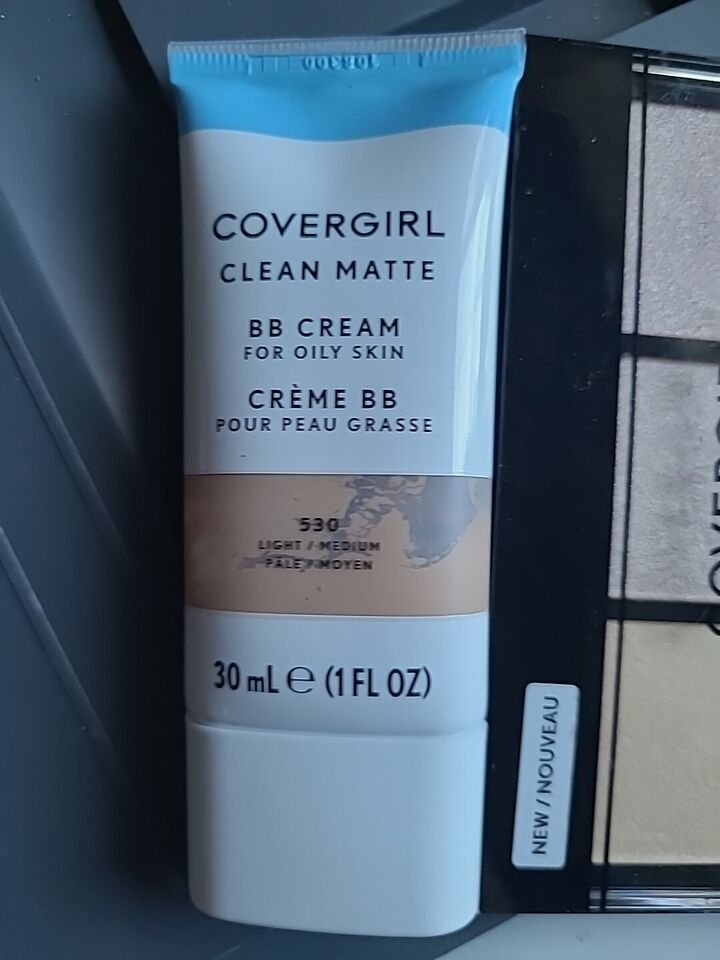 COVERGIRL
CLEAN MATTE
BB CREAM
FOR OILY SKIN
CRÈME BB
POUR PEAU GRASSE
530
LIGHT / MEDIUM
PALE / MOYEN
30 mL ℮ (1 FL OZ)
NEW / NOUVEAU